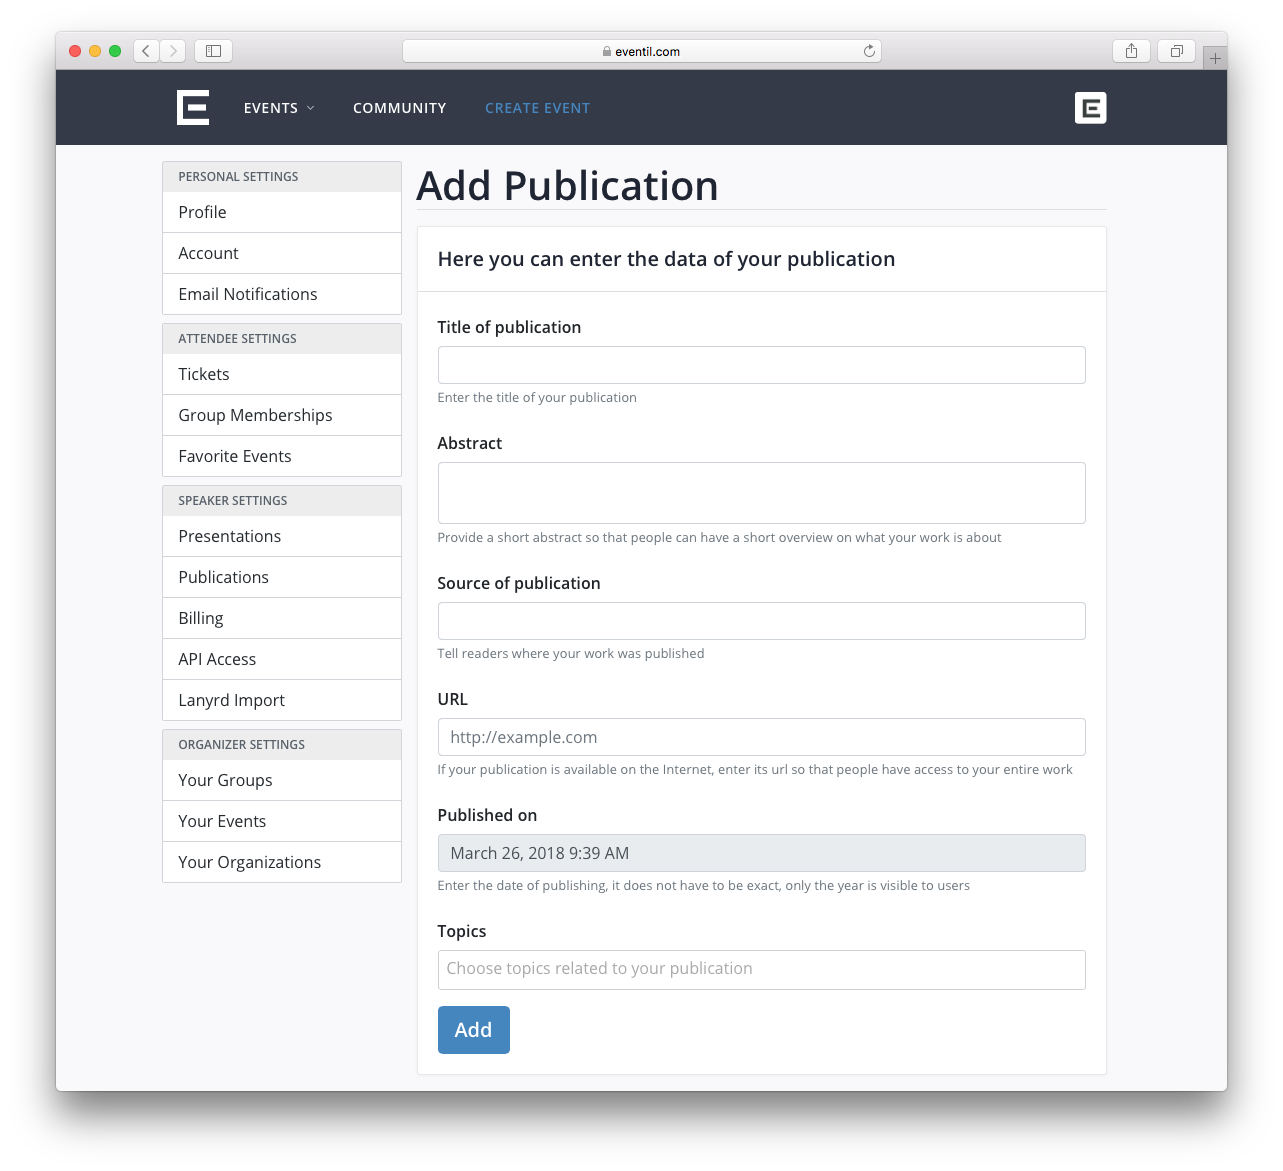 eventil.com
EVENTS
COMMUNITY
CREATE EVENT
PERSONAL SETTINGS
Profile
Account
Email Notifications
ATTENDEE SETTINGS
Tickets
Group Memberships
Favorite Events
SPEAKER SETTINGS
Presentations
Publications
Billing
API Access
Lanyrd Import
ORGANIZER SETTINGS
Your Groups
Your Events
Your Organizations
Add Publication
Here you can enter the data of your publication
Title of publication
Enter the title of your publication
Abstract
Provide a short abstract so that people can have a short overview on what your work is about
Source of publication
Tell readers where your work was published
URL
http://example.com
If your publication is available on the Internet, enter its url so that people have access to your entire work
Published on
March 26, 2018 9:39 AM
Enter the date of publishing, it does not have to be exact, only the year is visible to users
Topics
Choose topics related to your publication
Add